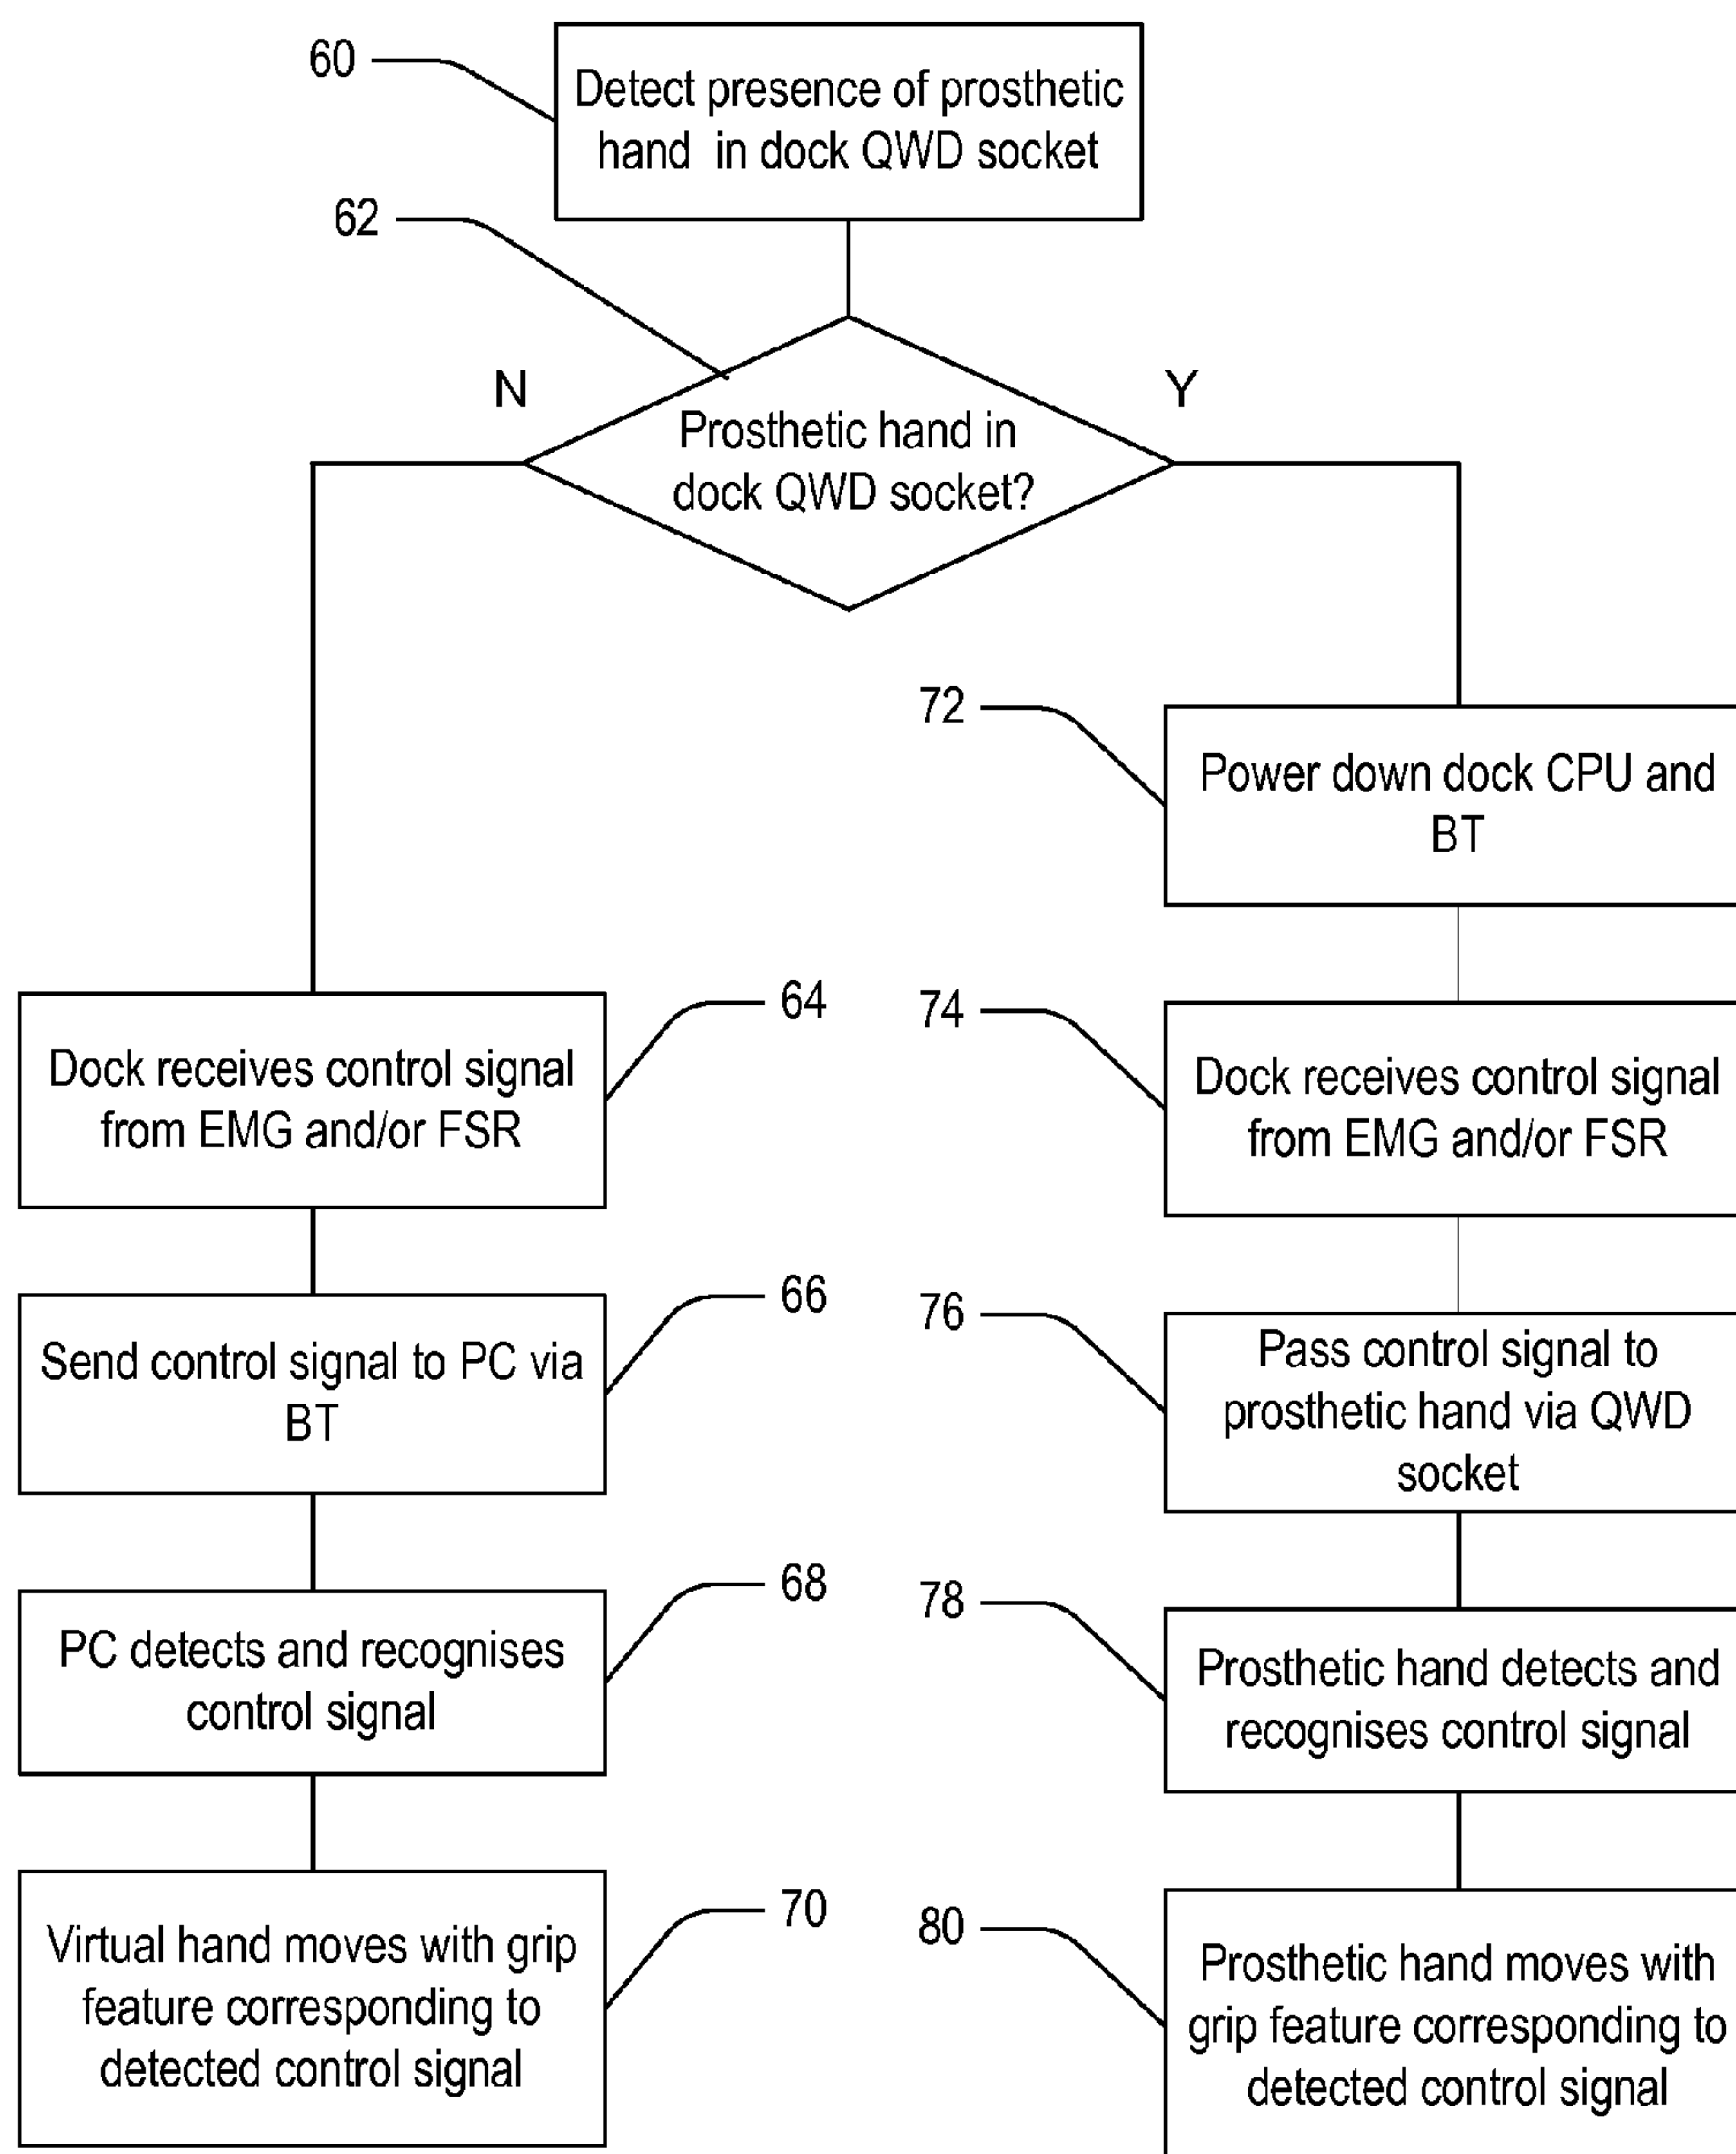 60
Detect presence of prosthetic
hand in dock QWD socket
62
N
Y
Prosthetic hand in
dock QWD socket?
72
Power down dock CPU and
BT
Dock receives control signal
from EMG and/or FSR
64
74
Dock receives control signal
from EMG and/or FSR
Send control signal to PC via
BT
66
76
Pass control signal to
prosthetic hand via QWD
socket
PC detects and recognises
control signal
68
78
Prosthetic hand detects and
recognises control signal
Virtual hand moves with grip
feature corresponding to
detected control signal
70
80
Prosthetic hand moves with
grip feature corresponding to
detected control signal